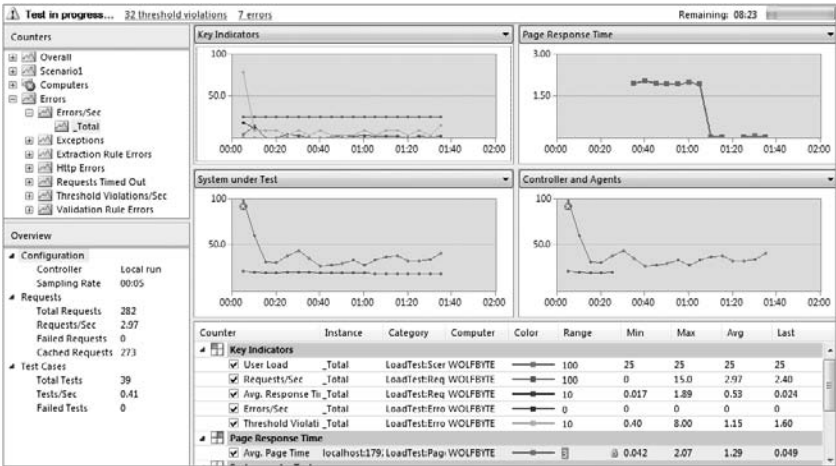 Test in progress... 32 threshold violations 7 errors Remaining: 08:23
Counters
Overall
Scenario1
Computers
Errors
Errors/Sec
_Total
Exceptions
Extraction Rule Errors
Http Errors
Requests Timed Out
Threshold Violations/Sec
Validation Rule Errors
Overview
Configuration
Controller Local run
Sampling Rate 00:05
Requests
Total Requests 282
Requests/Sec 2.97
Failed Requests 0
Cached Requests 273
Test Cases
Total Tests 39
Tests/Sec 0.41
Failed Tests 0
Key Indicators
100
50.0
00:00 00:20 00:40 01:00 01:20 01:40 02:00
Page Response Time
3.00
1.50
00:00 00:20 00:40 01:00 01:20 01:40 02:00
System under Test
100
50.0
00:00 00:20 00:40 01:00 01:20 01:40 02:00
Controller and Agents
100
50.0
00:00 00:20 00:40 01:00 01:20 01:40 02:00
Counter Instance Category Computer Color Range Min Max Avg Last
Key Indicators
User Load _Total LoadTest:Scer WOLFBYTE 100 25 25 25 25
Requests/Sec _Total LoadTest:Req WOLFBYTE 100 0 15.0 2.97 2.40
Avg. Response Tir _Total LoadTest:Req WOLFBYTE 10 0.017 1.89 0.53 0.024
Errors/Sec _Total LoadTest:Erro WOLFBYTE 0 0 0 0 0
Threshold Violati _Total LoadTest:Erro WOLFBYTE 10 0.40 8.00 1.15 1.60
Page Response Time
Avg. Page Time localhost:179. LoadTest:Pag WOLFBYTE 0.042 2.07 1.29 0.049